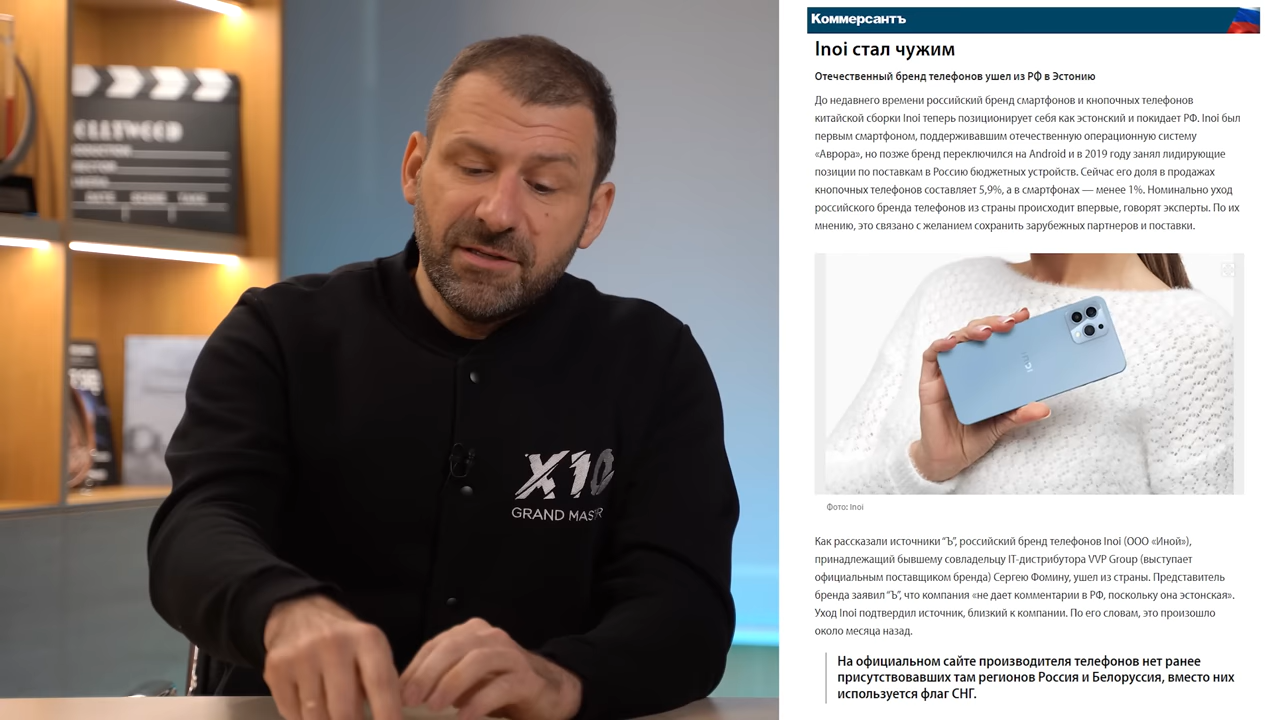 CLLYWOOD
DATE SCENE TAKE
X10
GRAND MAS
Коммерсантъ
Inoi стал чужим
Отечественный бренд телефонов ушел из РФ в Эстонию
До недавнего времени российский бренд смартфонов и кнопочных телефонов
китайской сборки Inoi теперь позиционирует себя как эстонский и покидает РФ. Inoi был
первым смартфоном, поддерживавшим отечественную операционную систему
«Аврора», но позже бренд переключился на Android и в 2019 году занял лидирующие
позиции по поставкам в Россию бюджетных устройств. Сейчас его доля в продажах
кнопочных телефонов составляет 5,9%, а в смартфонах — менее 1%. Номинально уход
российского бренда телефонов из страны происходит впервые, говорят эксперты. По их
мнению, это связано с желанием сохранить зарубежных партнеров и поставки.
inoi
Фото: Inoi
Как рассказали источники “Ъ”, российский бренд телефонов Inoi (ООО «Иной»),
принадлежащий бывшему совладельцу IT-дистрибутора VVP Group (выступает
официальным поставщиком бренда) Сергею Фомину, ушел из страны. Представитель
бренда заявил “Ъ”, что компания «не дает комментарии в РФ, поскольку она эстонская».
Уход Inoi подтвердил источник, близкий к компании. По его словам, это произошло
около месяца назад.
На официальном сайте производителя телефонов нет ранее
присутствовавших там регионов Россия и Белоруссия, вместо них
используется флаг СНГ.